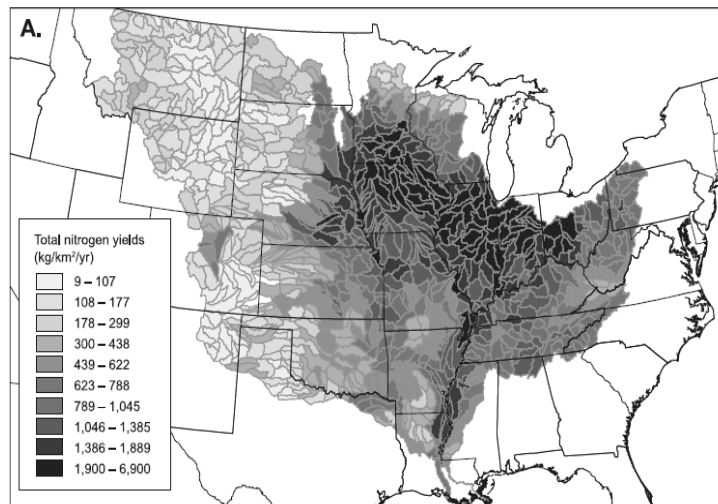 A.
Total nitrogen yields
(kg/km²/yr)
9 – 107
108 – 177
178 – 299
300 – 438
439 – 622
623 – 788
789 – 1,045
1,046 – 1,385
1,386 – 1,889
1,900 – 6,900